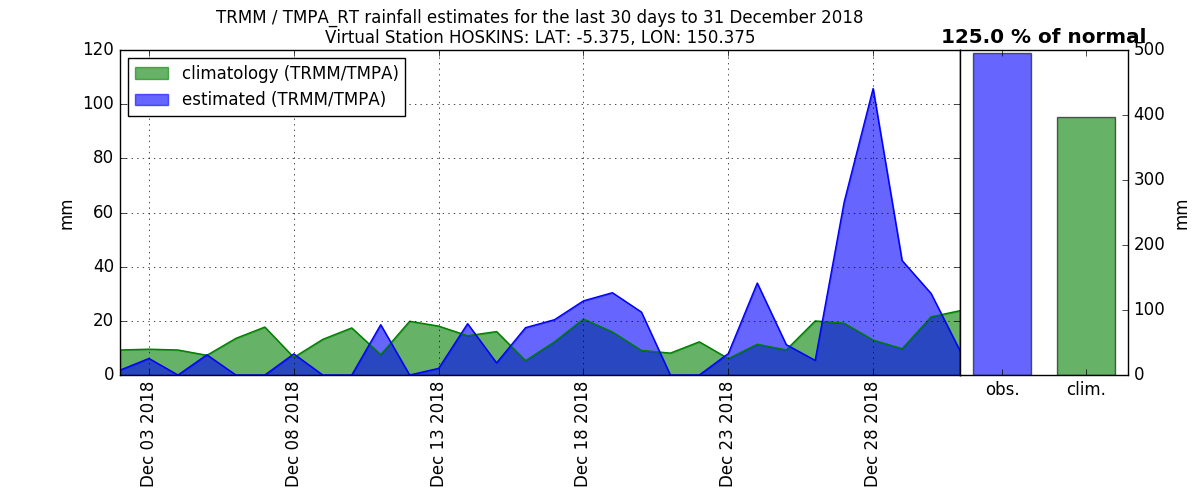 TRMM / TMPA_RT rainfall estimates for the last 30 days to 31 December 2018
Virtual Station HOSKINS: LAT: -5.375, LON: 150.375
125.0 % of normal
climatology (TRMM/TMPA)
estimated (TRMM/TMPA)
120
100
80
60
40
20
0
mm
Dec 03 2018
Dec 08 2018
Dec 13 2018
Dec 18 2018
Dec 23 2018
Dec 28 2018
500
400
300
200
100
0
mm
obs.
clim.